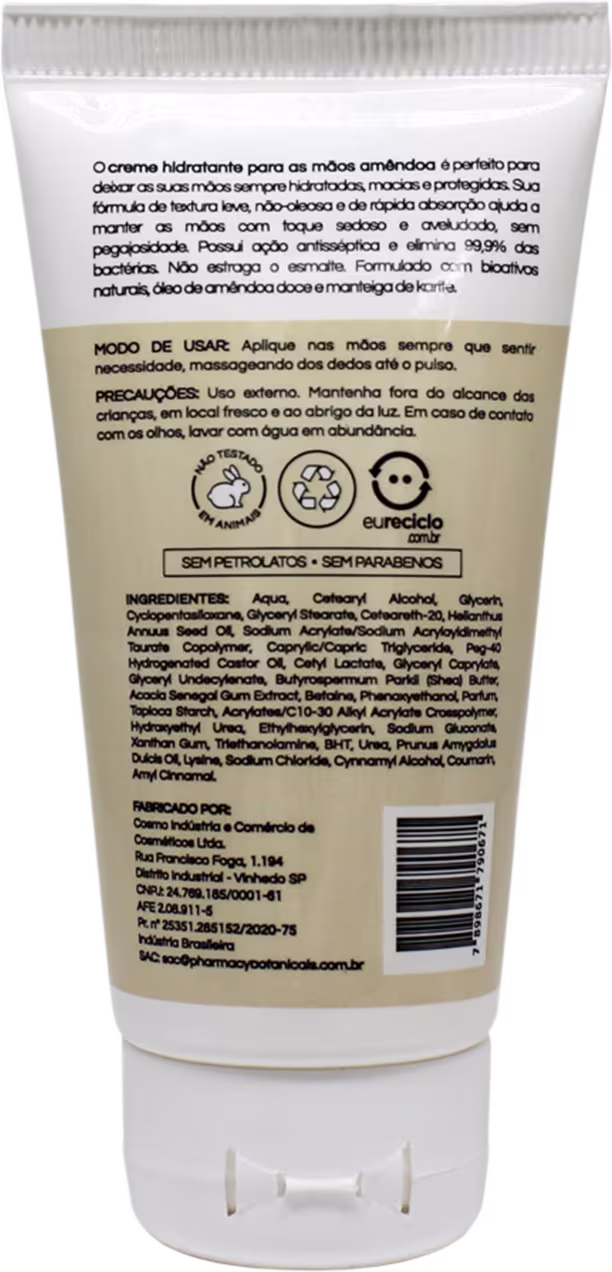 O creme hidratante para as mãos amêndoa é perfeito para
deixar as suas mãos sempre hidratadas, macias e protegidas. Sua
fórmula de textura leve, não-oleosa e de rápida absorção ajuda a
manter as mãos com toque sedoso e aveludado, sem
pegajosidade. Possui ação antisséptica e elimina 99,9% das
bactérias. Não estraga o esmalte. Formulado com bioativos
naturais, óleo de amêndoa doce e manteiga de karite.
MODO DE USAR: Aplique nas mãos sempre que sentir
necessidade, massageando dos dedos até o pulso.
PRECAUÇÕES: Uso externo. Mantenha fora do alcance das
crianças, em local fresco e ao abrigo da luz. Em caso de contato
com os olhos, lavar com água em abundância.
NÃO TESTADO
EM ANIMAIS
eureciclo
.com.br
SEM PETROLATOS • SEM PARABENOS
INGREDIENTES: Aqua, Cetearyl Alcohol, Glycerin,
Cyclopentasiloxane, Glyceryl Stearate, Ceteareth-20, Helianthus
Annuus Seed Oil, Sodium Acrylate/Sodium Acryloyldimethyl
Taurate Copolymer, Caprylic/Capric Triglyceride, Peg-40
Hydrogenated Castor Oil, Cetyl Lactate, Glyceryl Caprylate,
Glyceryl Undecylenate, Butyrospermum Parkii (Shea) Butter,
Acacia Senegal Gum Extract, Betaine, Phenoxyethanol, Parfum,
Tapioca Starch, Acrylates/C10-30 Alkyl Acrylate Crosspolymer,
Hydroxyethyl Urea, Ethylhexylglycerin, Sodium Gluconate,
Xanthan Gum, Triethanolamine, BHT, Urea, Prunus Amygdalus
Dulcis Oil, Lysine, Sodium Chloride, Cynnamyl Alcohol, Coumarin,
Amyl Cinnamal.
FABRICADO POR:
Cosmo Indústria e Comércio de
Cosméticos Ltda.
Rua Francisco Foga, 1.194
Distrito Industrial - Vinhedo SP
CNPJ: 24.769.185/0001-61
AFE 2.08.911-5
Pr. nº 25351.285152/2020-75
Indústria Brasileira
SAC: sac@pharmacybotanicals.com.br
7 898671 790671